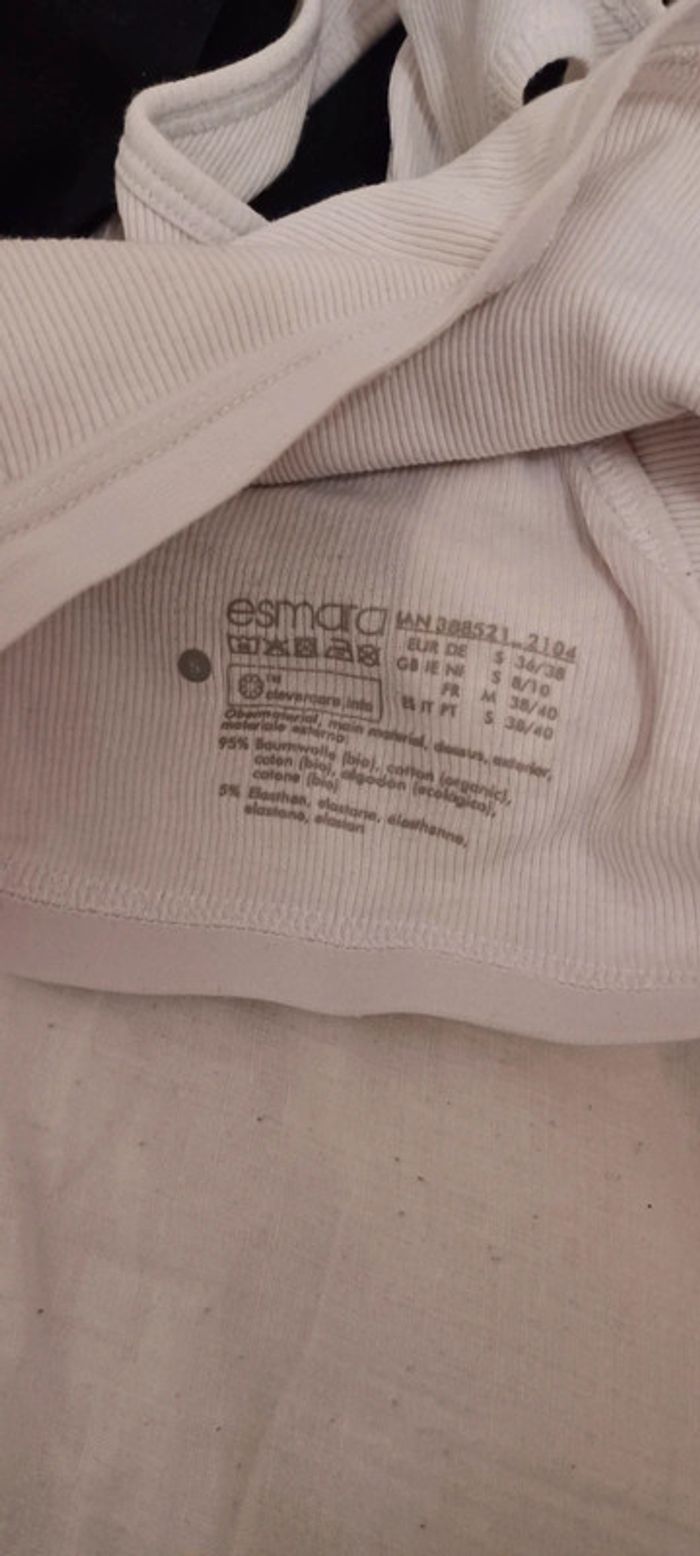 esmara
IAN 388521_2104
EUR DE S 36/38
GB IE NI S 8/10
FR M 38/40
ES IT PT S 38/40
S
TM
clevercare.info
Obermaterial, main material, dessus, exterior,
materiale esterno:
95% Baumwolle (bio), cotton (organic),
coton (bio), algodón (ecológico),
cotone (bio)
5% Elasthan, elastane, élasthanne,
elastano, elastan